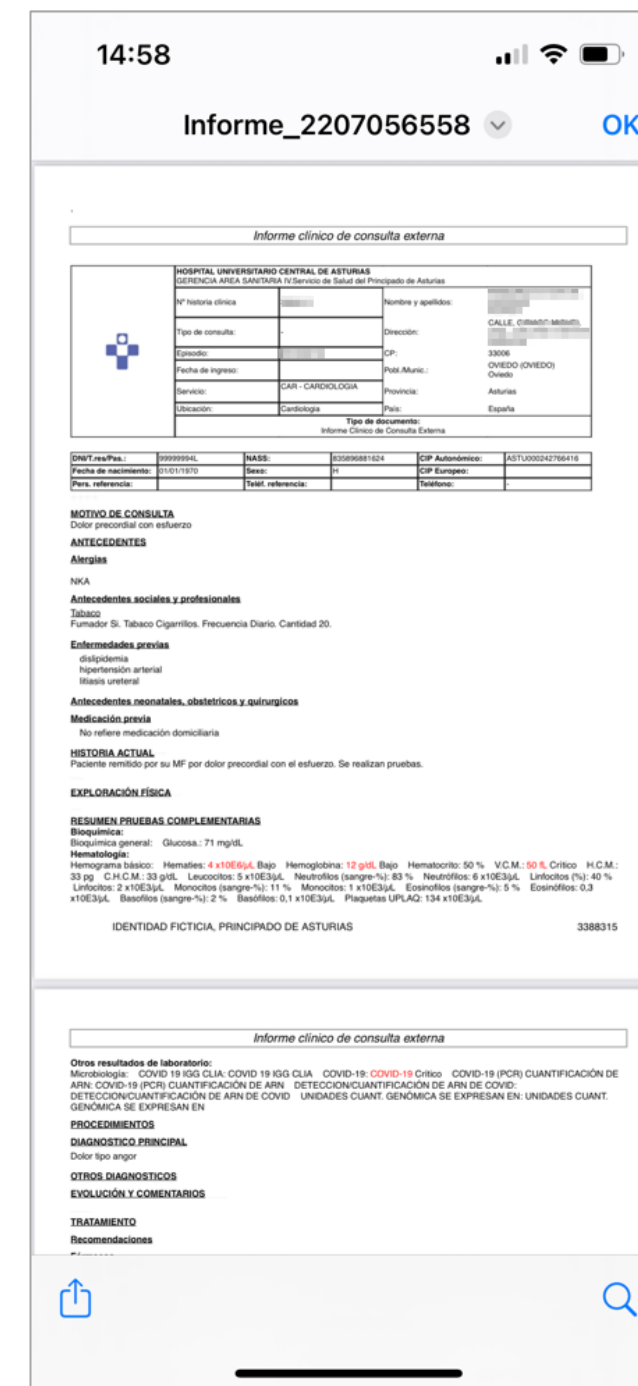 14:58
Informe_2207056558
OK
Informe clínico de consulta externa
HOSPITAL UNIVERSITARIO CENTRAL DE ASTURIAS
GERENCIA AREA SANITARIA IV.Servicio de Salud del Principado de Asturias
Nº historia clínica Nombre y apellidos:
Tipo de consulta: - Dirección: CALLE,
Episodio: CP: 33006
Fecha de ingreso: Pobl./Munic.: OVIEDO (OVIEDO)
Oviedo
Servicio: CAR - CARDIOLOGIA Provincia: Asturias
Ubicación: Cardiología País: España
Tipo de documento:
Informe Clínico de Consulta Externa
DNI/T.res/Pas.: 99999994L NASS: 835896881624 CIP Autonómico: ASTU000242766416
Fecha de nacimiento: 01/01/1970 Sexo: H CIP Europeo:
Pers. referencia: Teléf. referencia: Teléfono: -
MOTIVO DE CONSULTA
Dolor precordial con esfuerzo
ANTECEDENTES
Alergias
NKA
Antecedentes sociales y profesionales
Tabaco
Fumador Si. Tabaco Cigarrillos. Frecuencia Diario. Cantidad 20.
Enfermedades previas
dislipidemia
hipertensión arterial
litiasis ureteral
Antecedentes neonatales, obstetricos y quirurgicos
Medicación previa
No refiere medicación domiciliaria
HISTORIA ACTUAL
Paciente remitido por su MF por dolor precordial con el esfuerzo. Se realizan pruebas.
EXPLORACIÓN FÍSICA
RESUMEN PRUEBAS COMPLEMENTARIAS
Bioquímica:
Bioquímica general: Glucosa.: 71 mg/dL
Hematología:
Hemograma básico: Hematies: 4 x10E6/µL Bajo Hemoglobina: 12 g/dL Bajo Hematocrito: 50 % V.C.M.: 50 fL Crítico H.C.M.:
33 pg C.H.C.M.: 33 g/dL Leucocitos: 5 x10E3/µL Neutrofilos (sangre-%): 83 % Neutrófilos: 6 x10E3/µL Linfocitos (%): 40 %
Linfocitos: 2 x10E3/µL Monocitos (sangre-%): 11 % Monocitos: 1 x10E3/µL Eosinofilos (sangre-%): 5 % Eosinófilos: 0,3
x10E3/µL Basofilos (sangre-%): 2 % Basófilos: 0,1 x10E3/µL Plaquetas UPLAQ: 134 x10E3/µL
IDENTIDAD FICTICIA, PRINCIPADO DE ASTURIAS 3388315
Informe clínico de consulta externa
Otros resultados de laboratorio:
Microbiología: COVID 19 IGG CLIA: COVID 19 IGG CLIA COVID-19: COVID-19 Crítico COVID-19 (PCR) CUANTIFICACIÓN DE
ARN: COVID-19 (PCR) CUANTIFICACIÓN DE ARN DETECCION/CUANTIFICACIÓN DE ARN DE COVID:
DETECCION/CUANTIFICACIÓN DE ARN DE COVID UNIDADES CUANT. GENÓMICA SE EXPRESAN EN: UNIDADES CUANT.
GENÓMICA SE EXPRESAN EN
PROCEDIMIENTOS
DIAGNOSTICO PRINCIPAL
Dolor tipo angor
OTROS DIAGNOSTICOS
EVOLUCIÓN Y COMENTARIOS
TRATAMIENTO
Recomendaciones